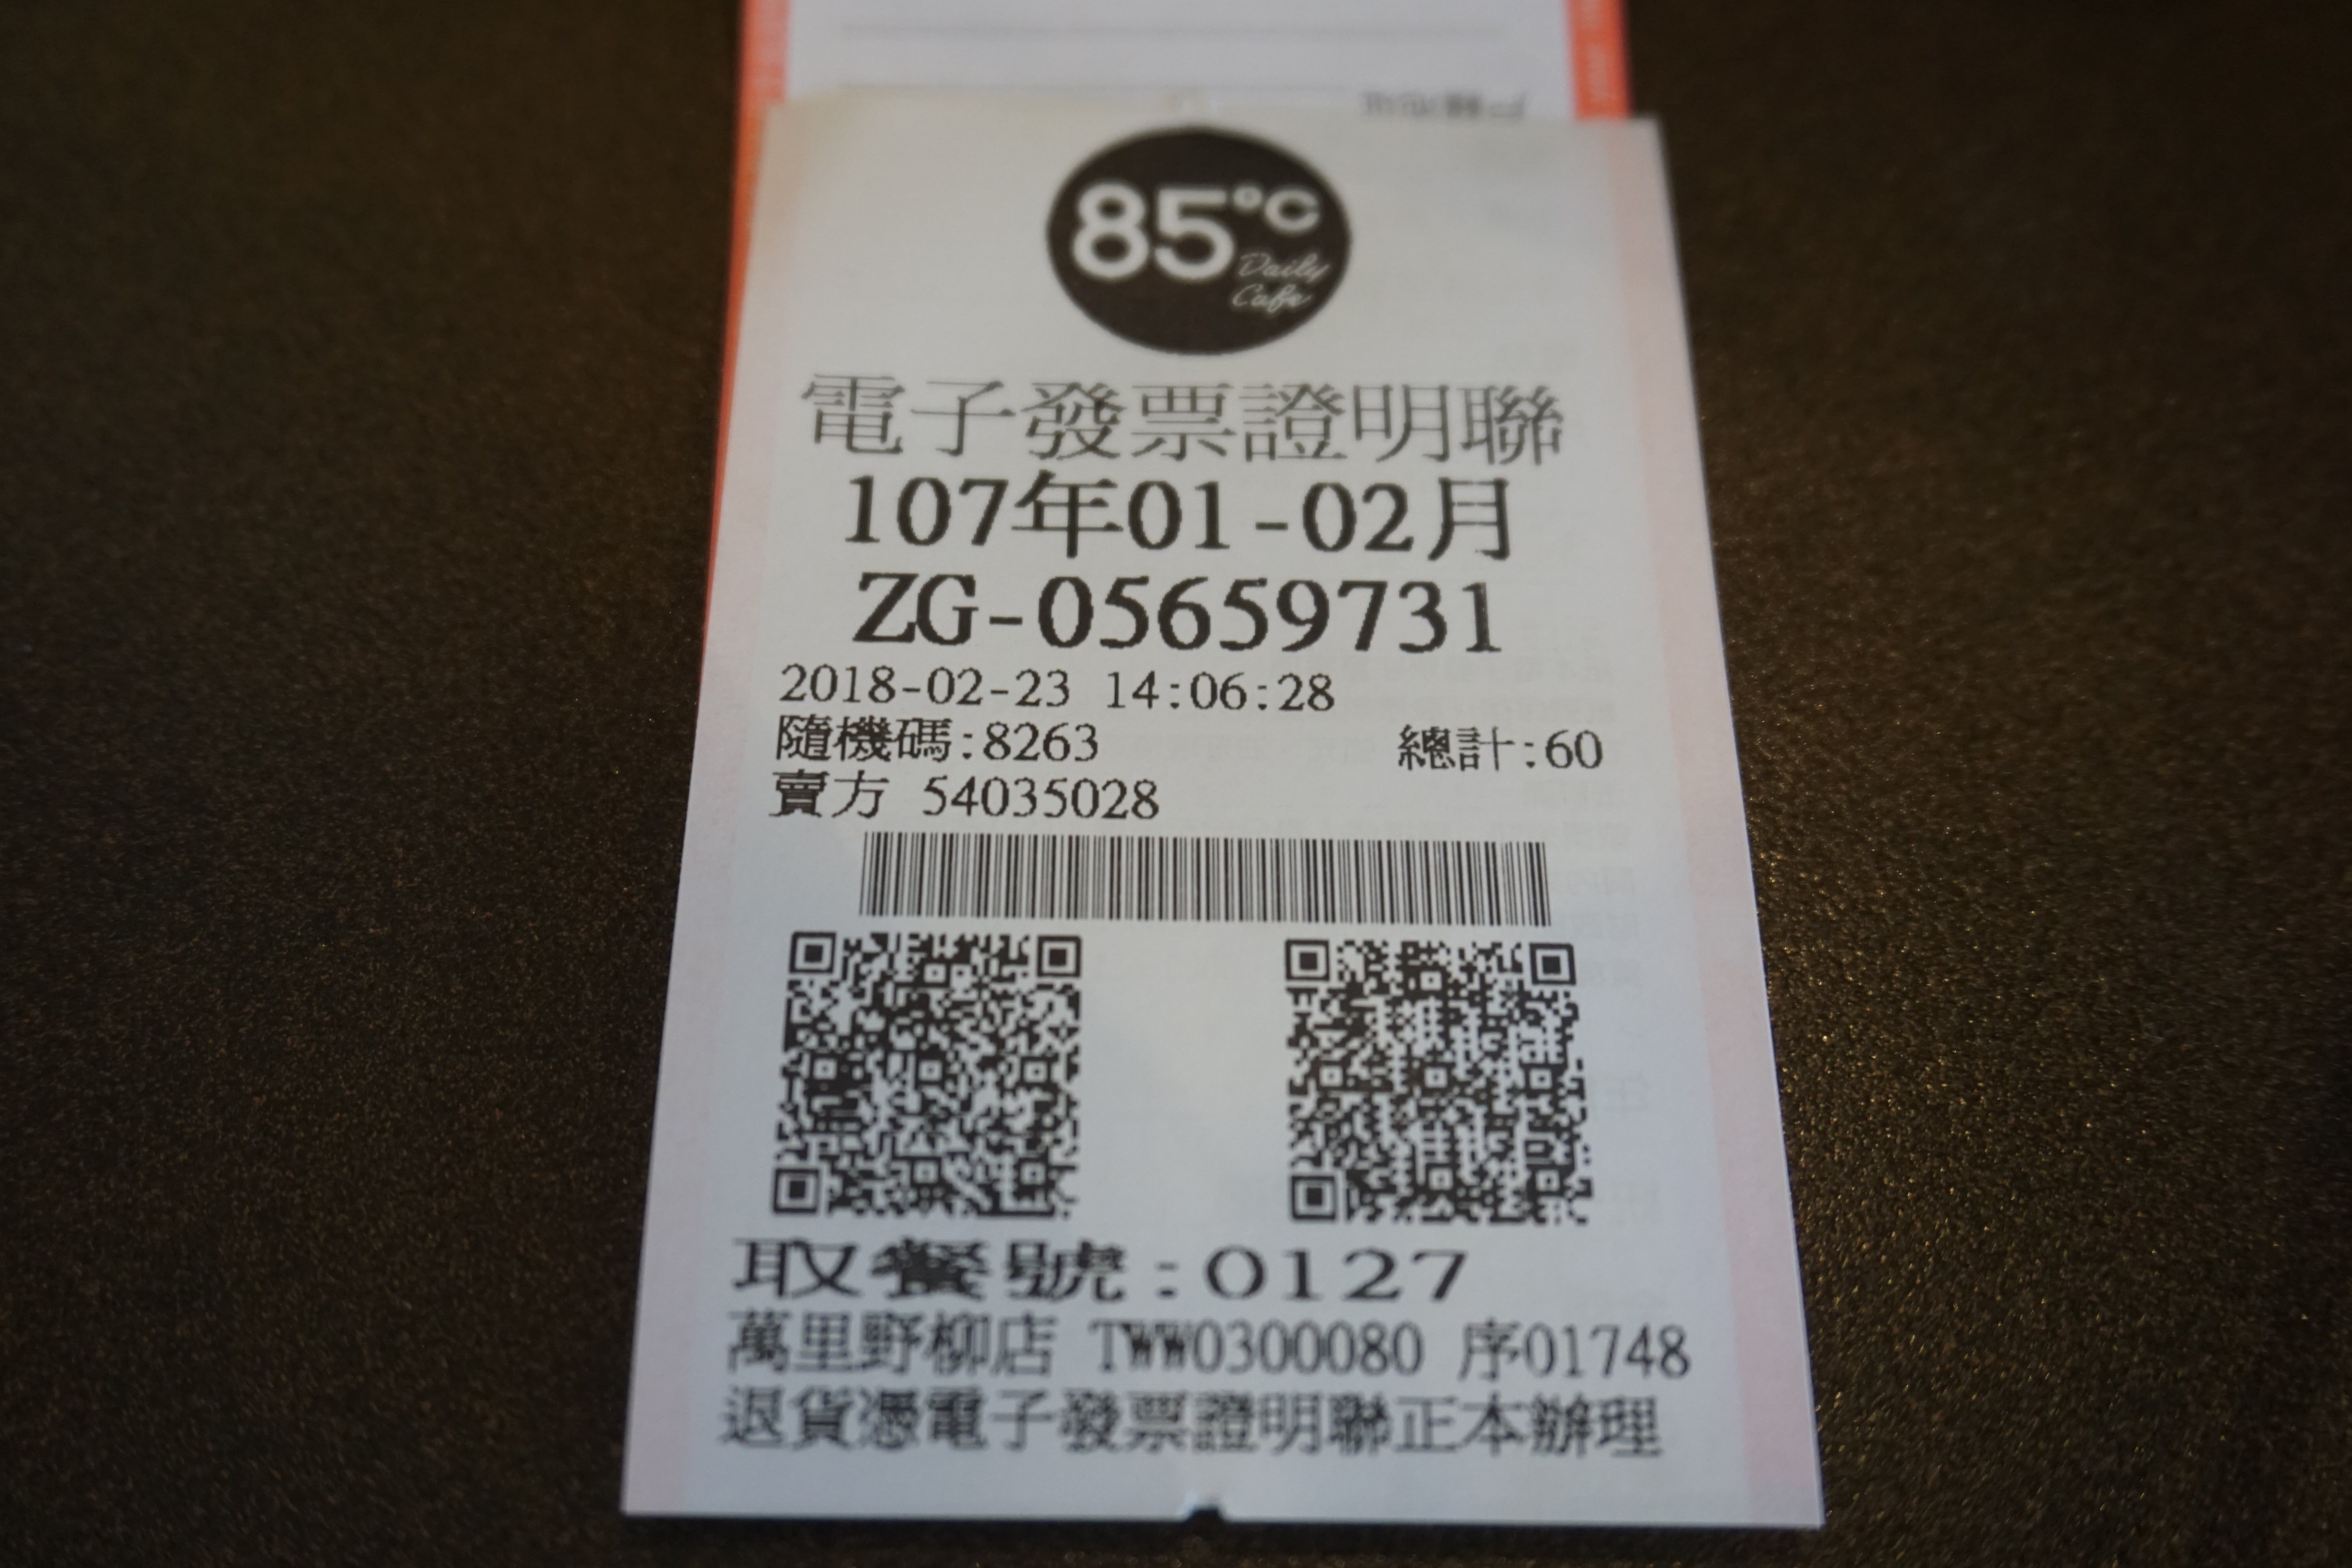 85°C
Daily
Cafe
電子發票證明聯
107年01-02月
ZG-05659731
2018-02-23 14:06:28
隨機碼:8263 總計:60
賣方 54035028
取餐號:0127
萬里野柳店 TWW0300080 序01748
退貨憑電子發票證明聯正本辦理